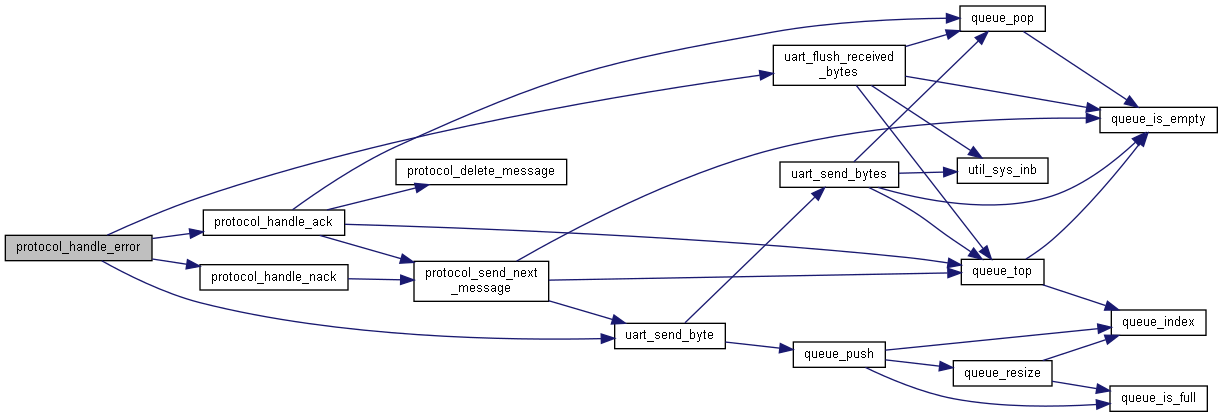 queue_pop
uart_flush_received
_bytes
queue_is_empty
protocol_delete_message
util_sys_inb
uart_send_bytes
protocol_handle_ack
protocol_handle_error
protocol_handle_nack
protocol_send_next
_message
queue_top
queue_index
uart_send_byte
queue_push
queue_resize
queue_is_full